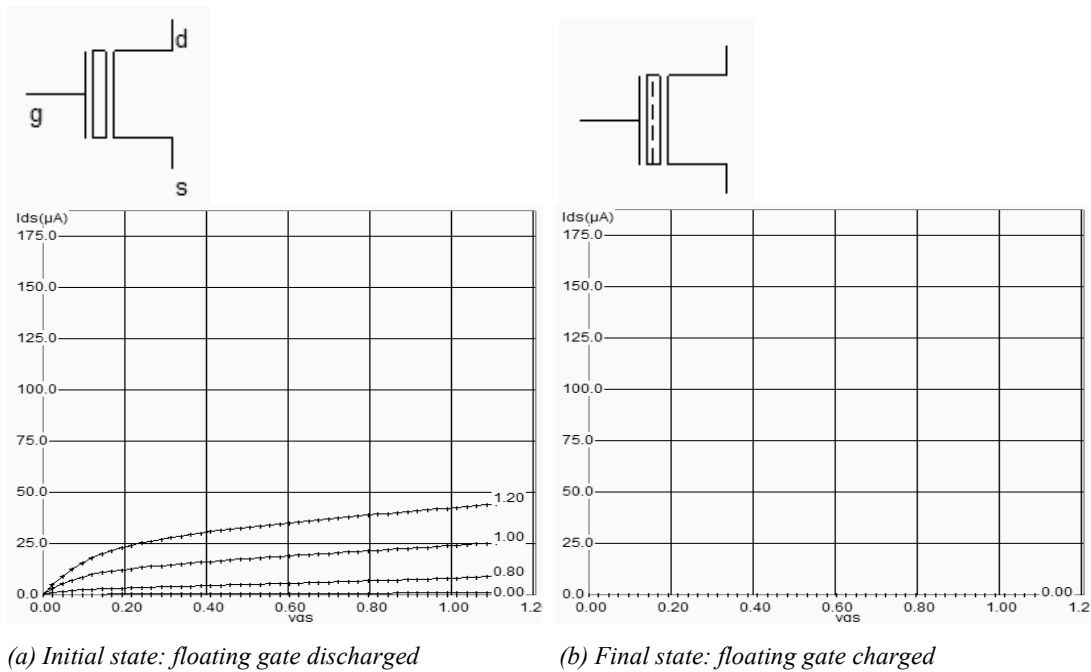 d
g
s
Ids(µA)
175.0
150.0
125.0
100.0
75.0
50.0
25.0
0.0
1.20
1.00
0.80
0.00
0.00 0.20 0.40 0.60 0.80 1.00 1.2
vds
Ids(µA)
175.0
150.0
125.0
100.0
75.0
50.0
25.0
0.0
0.00
0.00 0.20 0.40 0.60 0.80 1.00 1.2
vds
(a) Initial state: floating gate discharged
(b) Final state: floating gate charged